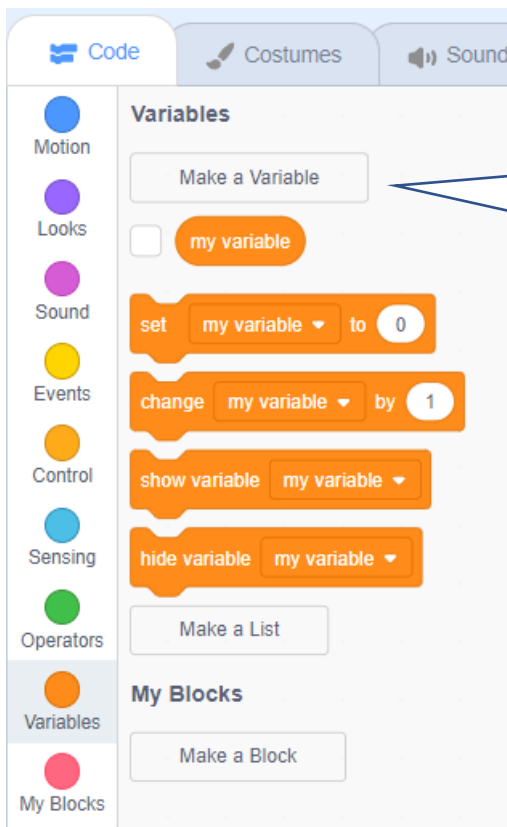 Code
Costumes
Sound
Motion
Looks
Sound
Events
Control
Sensing
Operators
Variables
My Blocks
Variables
Make a Variable
my variable
set my variable to 0
change my variable by 1
show variable my variable
hide variable my variable
Make a List
My Blocks
Make a Block